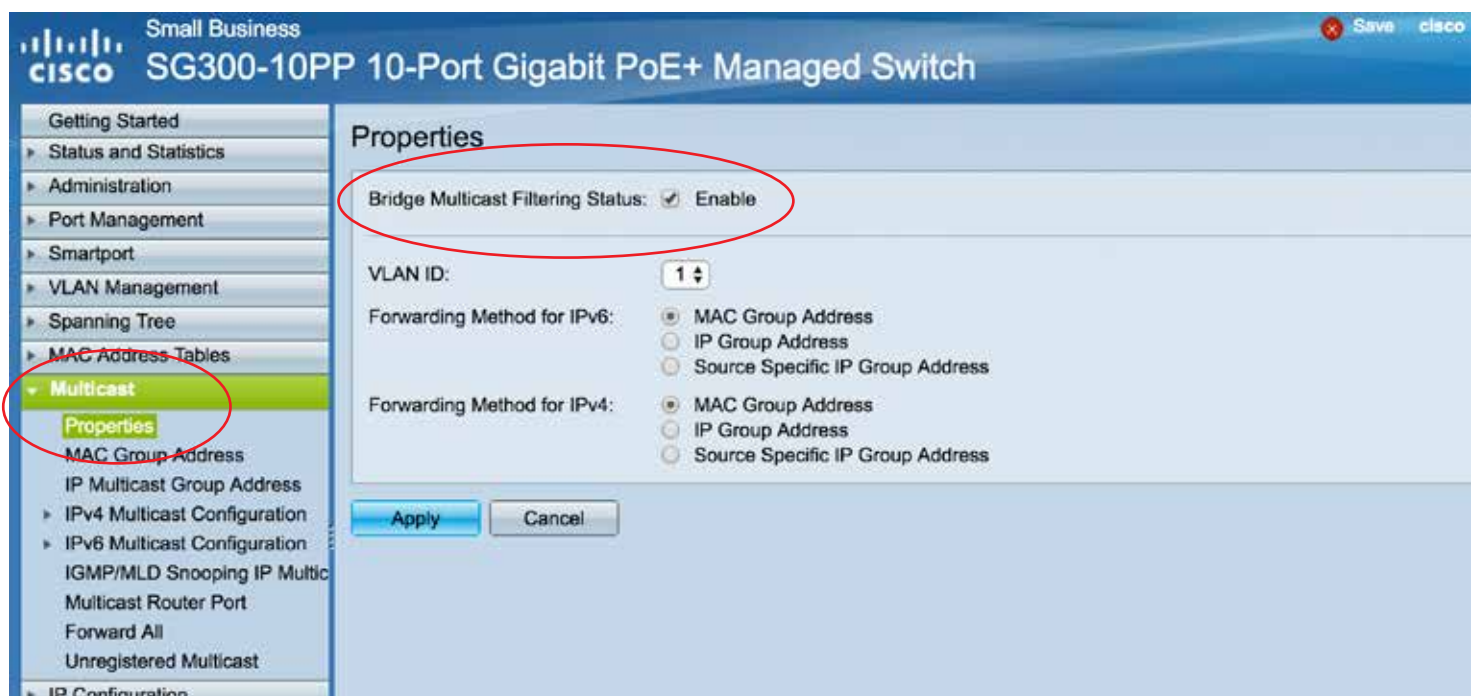 Small Business
cisco SG300-10PP 10-Port Gigabit PoE+ Managed Switch
Save cisco
Getting Started
Status and Statistics
Administration
Port Management
Smartport
VLAN Management
Spanning Tree
MAC Address Tables
Multicast
Properties
MAC Group Address
IP Multicast Group Address
IPv4 Multicast Configuration
IPv6 Multicast Configuration
IGMP/MLD Snooping IP Multic
Multicast Router Port
Forward All
Unregistered Multicast
IP Configuration
Properties
Bridge Multicast Filtering Status: Enable
VLAN ID: 1
Forwarding Method for IPv6: MAC Group Address
IP Group Address
Source Specific IP Group Address
Forwarding Method for IPv4: MAC Group Address
IP Group Address
Source Specific IP Group Address
Apply Cancel